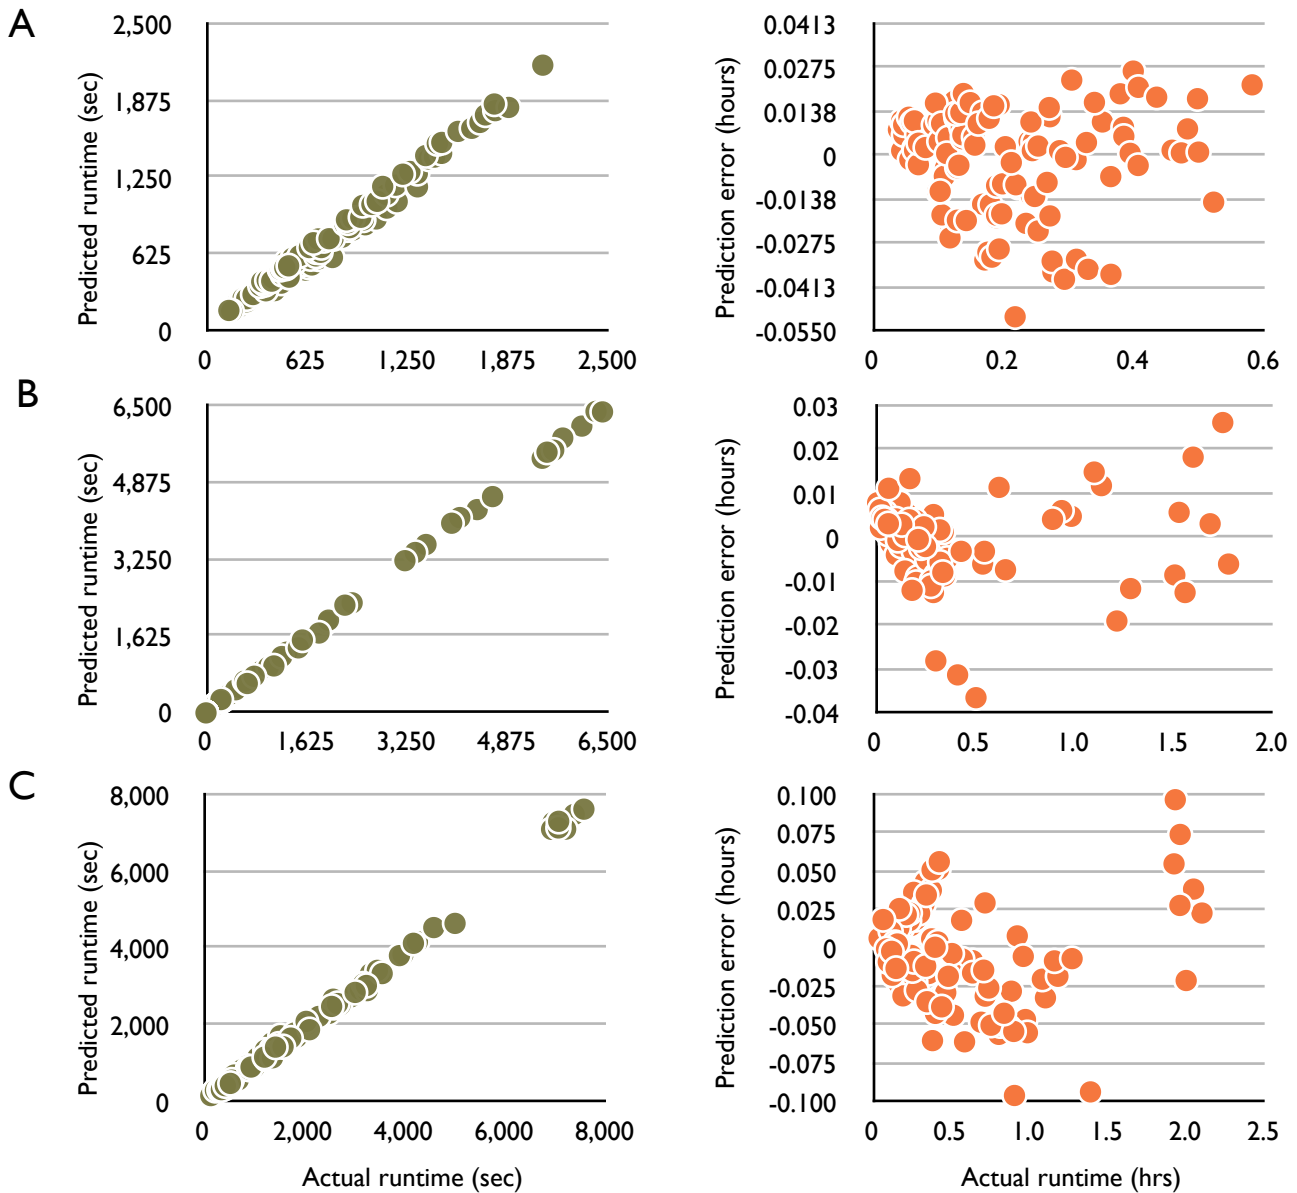 A
2,500
1,875
1,250
625
0
Predicted runtime (sec)
0 625 1,250 1,875 2,500
0.0413
0.0275
0.0138
0
-0.0138
-0.0275
-0.0413
-0.0550
Prediction error (hours)
0 0.2 0.4 0.6
B
6,500
4,875
3,250
1,625
0
Predicted runtime (sec)
0 1,625 3,250 4,875 6,500
0.03
0.02
0.01
0
-0.01
-0.02
-0.03
-0.04
Prediction error (hours)
0 0.5 1.0 1.5 2.0
C
8,000
6,000
4,000
2,000
0
Predicted runtime (sec)
0 2,000 4,000 6,000 8,000
Actual runtime (sec)
0.100
0.075
0.050
0.025
0
-0.025
-0.050
-0.075
-0.100
Prediction error (hours)
0 0.5 1.0 1.5 2.0 2.5
Actual runtime (hrs)